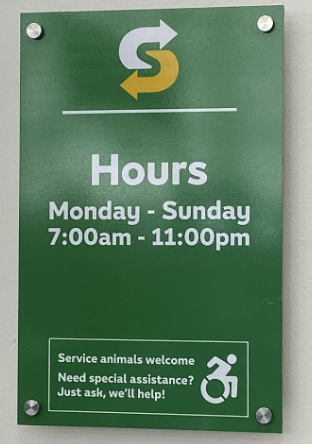 Hours
Monday - Sunday
7:00am - 11:00pm
Service animals welcome
Need special assistance?
Just ask, we'll help!